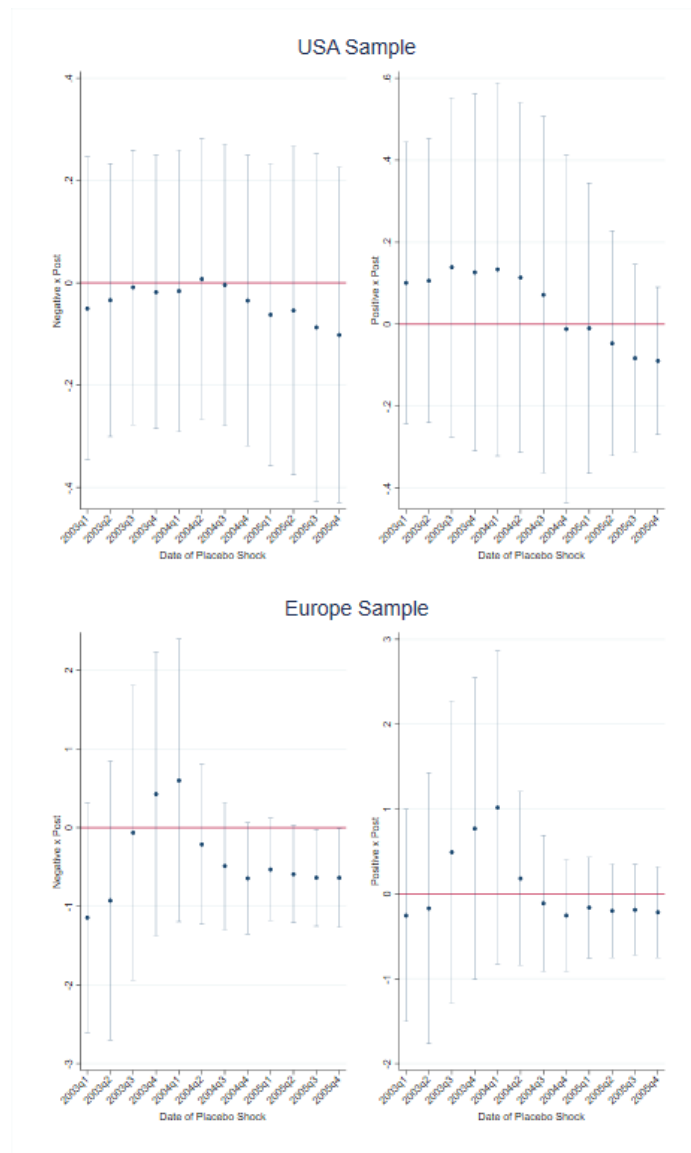 USA Sample
.4
.2
0
-.2
-.4
Negative x Post
2003q1
2003q2
2003q3
2003q4
2004q1
2004q2
2004q3
2004q4
2005q1
2005q2
2005q3
2005q4
Date of Placebo Shock
.6
.4
.2
0
-.2
-.4
Positive x Post
2003q1
2003q2
2003q3
2003q4
2004q1
2004q2
2004q3
2004q4
2005q1
2005q2
2005q3
2005q4
Date of Placebo Shock
Europe Sample
2
1
0
-1
-2
-3
Negative x Post
2003q1
2003q2
2003q3
2003q4
2004q1
2004q2
2004q3
2004q4
2005q1
2005q2
2005q3
2005q4
Date of Placebo Shock
3
2
1
0
-1
-2
Positive x Post
2003q1
2003q2
2003q3
2003q4
2004q1
2004q2
2004q3
2004q4
2005q1
2005q2
2005q3
2005q4
Date of Placebo Shock